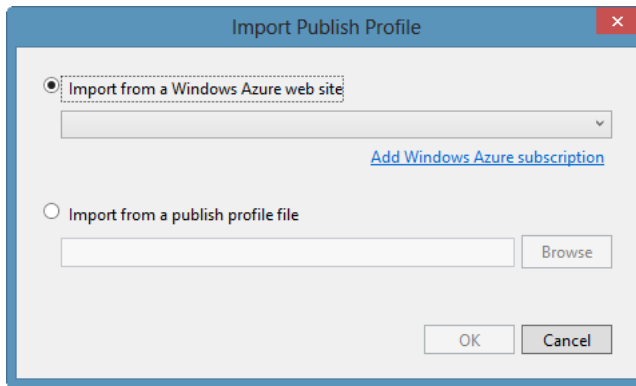 Import Publish Profile
Import from a Windows Azure web site
Add Windows Azure subscription
Import from a publish profile file
Browse
OK
Cancel